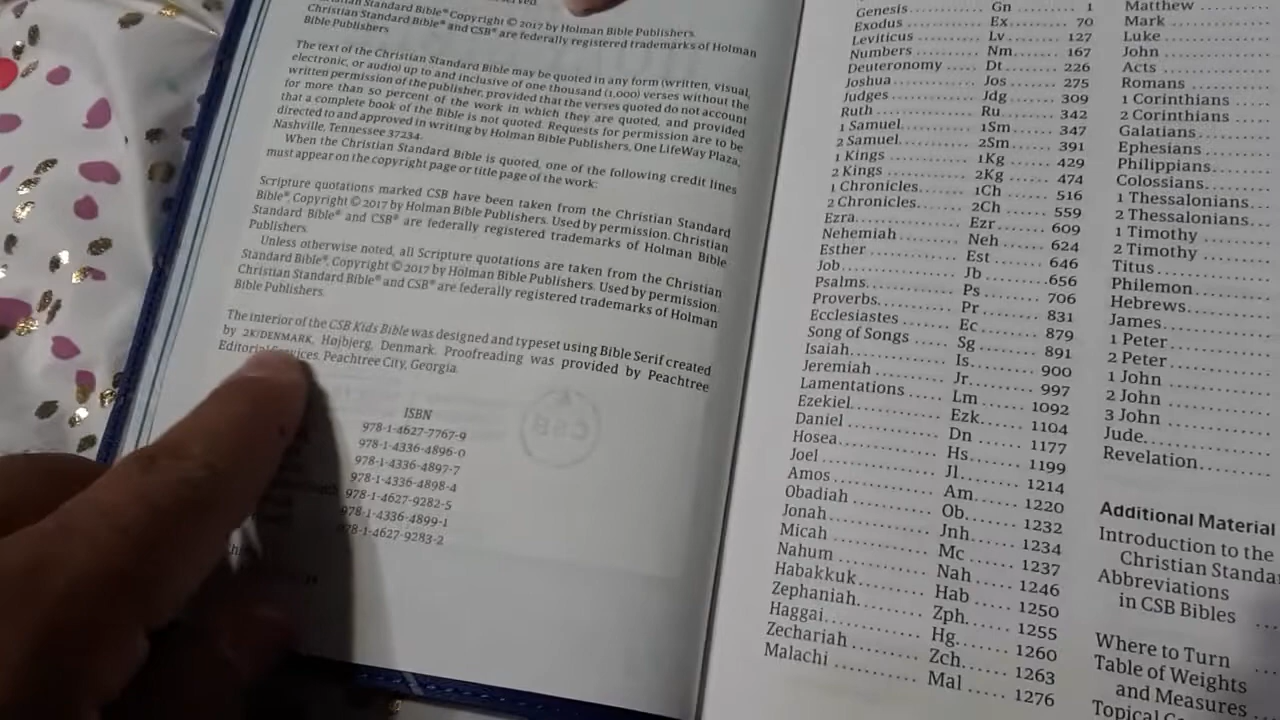 Christian Standard Bible® Copyright © 2017 by Holman Bible Publishers.
Christian Standard Bible® and CSB® are federally registered trademarks of Holman
Bible Publishers
The text of the Christian Standard Bible may be quoted in any form (written, visual,
electronic, or audio) up to and inclusive of one thousand (1,000) verses without the
written permission of the publisher, provided that the verses quoted do not account
for more than 50 percent of the work in which they are quoted, and provided
that a complete book of the Bible is not quoted. Requests for permission are to be
directed to and approved in writing by Holman Bible Publishers, One LifeWay Plaza,
Nashville, Tennessee 37234.
When the Christian Standard Bible is quoted, one of the following credit lines
must appear on the copyright page or title page of the work:
Scripture quotations marked CSB have been taken from the Christian Standard
Bible®, Copyright © 2017 by Holman Bible Publishers. Used by permission. Christian
Standard Bible® and CSB® are federally registered trademarks of Holman Bible
Publishers.
Unless otherwise noted, all Scripture quotations are taken from the Christian
Standard Bible®, Copyright © 2017 by Holman Bible Publishers. Used by permission.
Christian Standard Bible® and CSB® are federally registered trademarks of Holman
Bible Publishers.
The interior of the CSB Kids Bible was designed and typeset using Bible Serif created
by 2K/DENMARK, Højbjerg, Denmark. Proofreading was provided by Peachtree
Editorial Services, Peachtree City, Georgia.
ISBN
978-1-4627-7767-9
978-1-4336-4896-0
978-1-4336-4897-7
978-1-4336-4898-4
978-1-4627-9282-5
978-1-4336-4899-1
978-1-4627-9283-2
Genesis ........ Gn ........ 1
Exodus ........ Ex ........ 70
Leviticus ........ Lv ...... 127
Numbers ........ Nm ...... 167
Deuteronomy ... Dt ...... 226
Joshua ........ Jos ...... 275
Judges ........ Jdg ...... 309
Ruth ........ Ru ...... 342
1 Samuel ........ 1Sm ...... 347
2 Samuel ........ 2Sm ...... 391
1 Kings ........ 1Kg ...... 429
2 Kings ........ 2Kg ...... 474
1 Chronicles ...... 1Ch ...... 516
2 Chronicles ...... 2Ch ...... 559
Ezra ........ Ezr ...... 609
Nehemiah ........ Neh ...... 624
Esther ........ Est ...... 646
Job ........ Jb ...... 656
Psalms ........ Ps ...... 706
Proverbs ........ Pr ...... 831
Ecclesiastes ...... Ec ...... 879
Song of Songs .... Sg ...... 891
Isaiah ........ Is ...... 900
Jeremiah ........ Jr ...... 997
Lamentations .... Lm ...... 1092
Ezekiel ........ Ezk ..... 1104
Daniel ........ Dn ...... 1177
Hosea ........ Hs ...... 1199
Joel ........ Jl ...... 1214
Amos ........ Am ..... 1220
Obadiah ........ Ob ..... 1232
Jonah ........ Jnh ..... 1234
Micah ........ Mc ..... 1237
Nahum ........ Nah ..... 1246
Habakkuk ........ Hab ..... 1250
Zephaniah ........ Zph ..... 1255
Haggai ........ Hg ..... 1260
Zechariah ........ Zch ..... 1263
Malachi ........ Mal ..... 1276
Matthew
Mark
Luke
John
Acts
Romans
1 Corinthians
2 Corinthians
Galatians
Ephesians
Philippians
Colossians
1 Thessalonians
2 Thessalonians
1 Timothy
2 Timothy
Titus
Philemon
Hebrews
James
1 Peter
2 Peter
1 John
2 John
3 John
Jude
Revelation
Additional Material
Introduction to the
Christian
Abbreviations
in CSB Bibles
Where to Turn
Table of Weights
and Measures